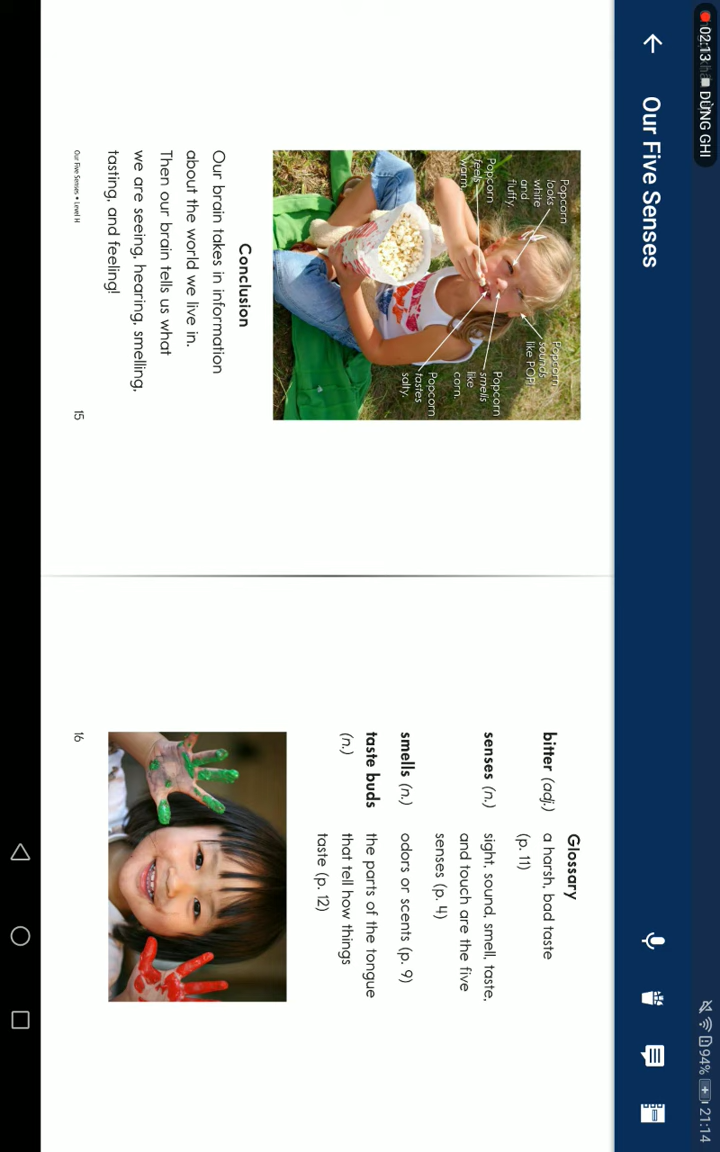 02:13
DỪNG GHI
94%
21:14
Our Five Senses
Popcorn
looks
white
and
fluffy.
Popcorn
feels
warm.
Popcorn
sounds
like POP!
Popcorn
smells
like
corn.
Popcorn
tastes
salty.
Conclusion
Our brain takes in information
about the world we live in.
Then our brain tells us what
we are seeing, hearing, smelling,
tasting, and feeling!
Our Five Senses • Level H
15
Glossary
bitter (adj.) a harsh, bad taste
(p. 11)
senses (n.) sight, sound, smell, taste,
and touch are the five
senses (p. 4)
smells (n.) odors or scents (p. 9)
taste buds the parts of the tongue
(n.) that tell how things
taste (p. 12)
16